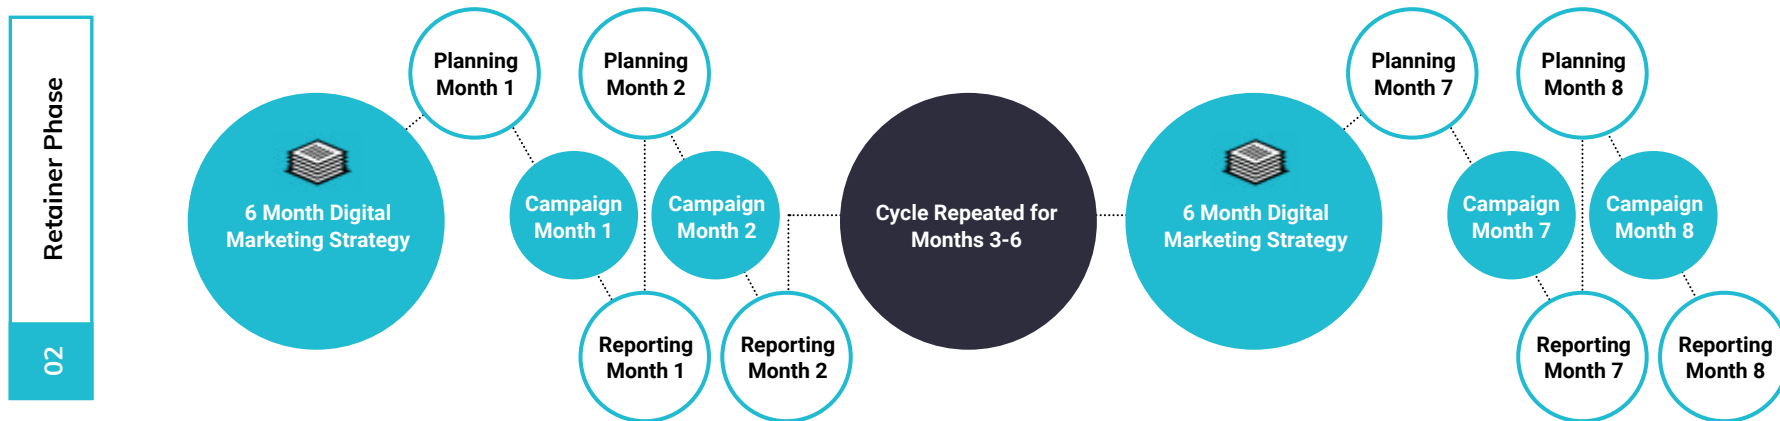 Retainer Phase
02
6 Month Digital
Marketing Strategy
Planning
Month 1
Campaign
Month 1
Reporting
Month 1
Planning
Month 2
Campaign
Month 2
Reporting
Month 2
Cycle Repeated for
Months 3-6
6 Month Digital
Marketing Strategy
Planning
Month 7
Campaign
Month 7
Reporting
Month 7
Planning
Month 8
Campaign
Month 8
Reporting
Month 8